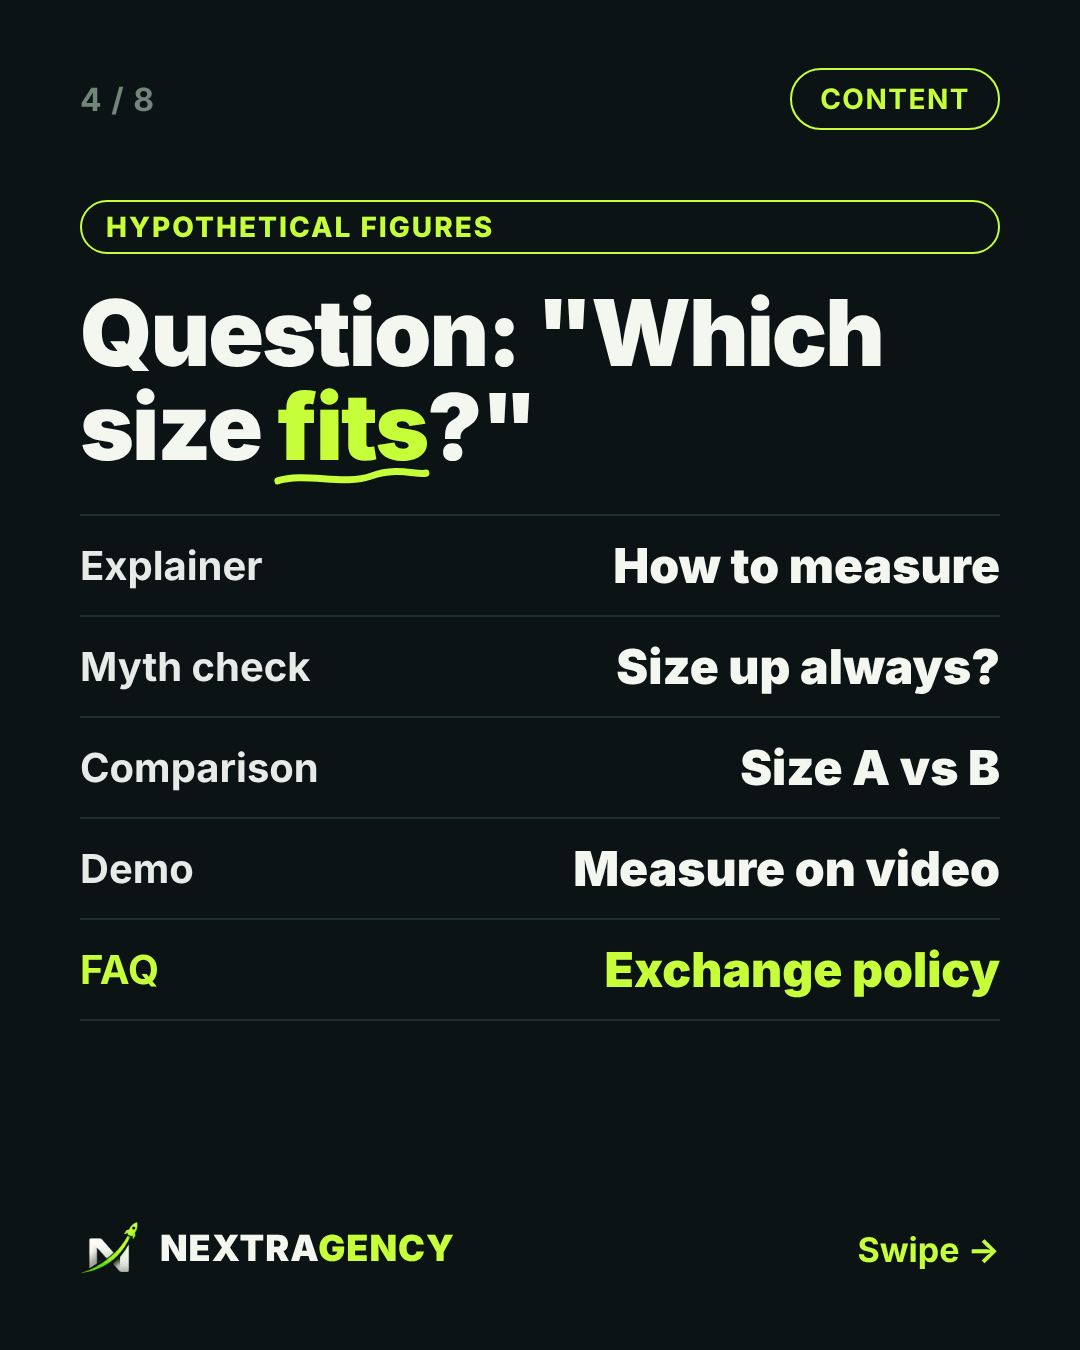 4 / 8
CONTENT
HYPOTHETICAL FIGURES
Question: "Which
size fits?"
Explainer
How to measure
Myth check
Size up always?
Comparison
Size A vs B
Demo
Measure on video
FAQ
Exchange policy
NEXTRAGENCY
Swipe →